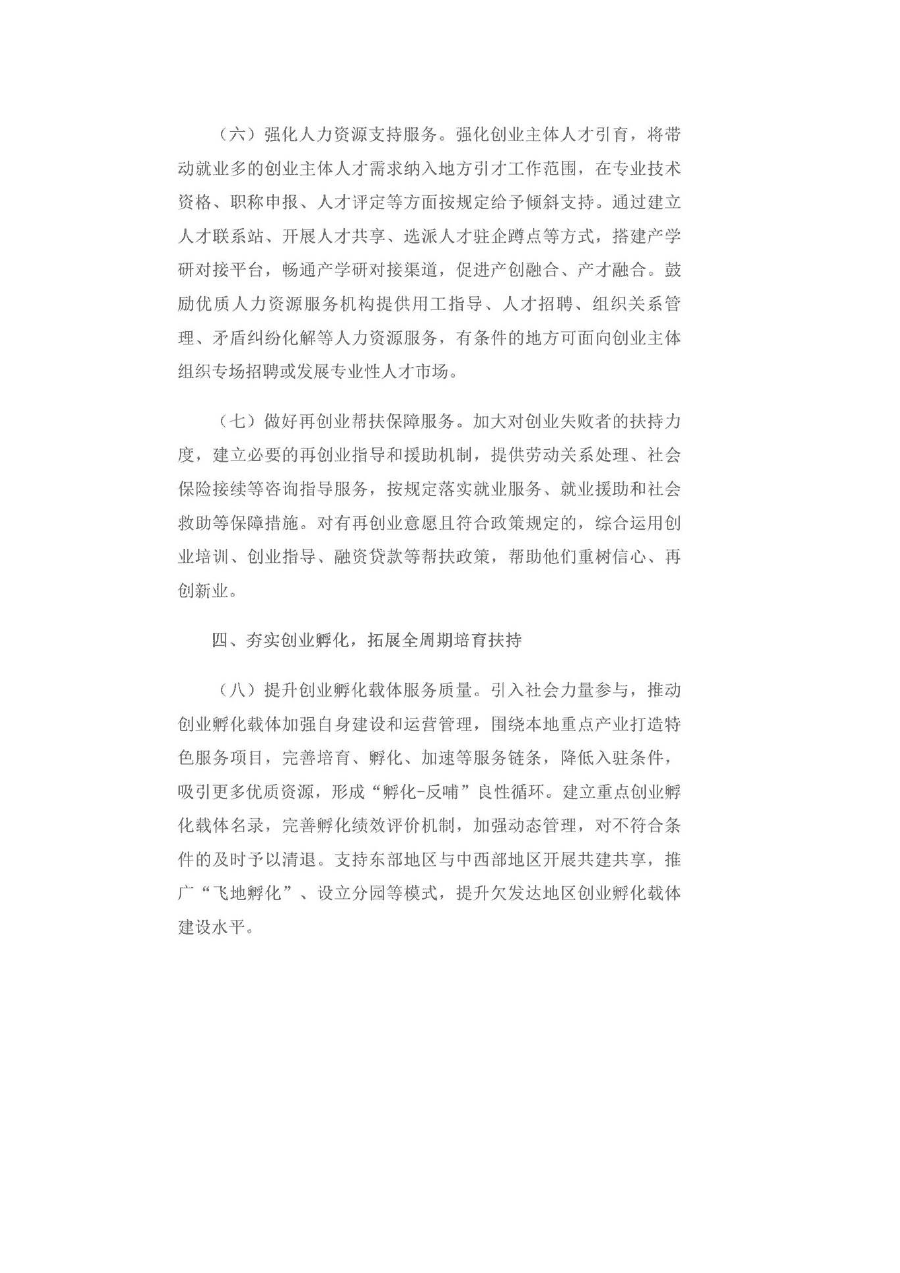 （六）强化人力资源支持服务。强化创业主体人才引育，将带
动就业多的创业主体人才需求纳入地方引才工作范围，在专业技术
资格、职称申报、人才评定等方面按规定给予倾斜支持。通过建立
人才联系站、开展人才共享、选派人才驻企蹲点等方式，搭建产学
研对接平台，畅通产学研对接渠道，促进产创融合、产才融合。鼓
励优质人力资源服务机构提供用工指导、人才招聘、组织关系管
理、矛盾纠纷化解等人力资源服务，有条件的地方可面向创业主体
组织专场招聘或发展专业性人才市场。
（七）做好再创业帮扶保障服务。加大对创业失败者的扶持力
度，建立必要的再创业指导和援助机制，提供劳动关系处理、社会
保险接续等咨询指导服务，按规定落实就业服务、就业援助和社会
救助等保障措施。对有再创业意愿且符合政策规定的，综合运用创
业培训、创业指导、融资贷款等帮扶政策，帮助他们重树信心、再
创新业。
四、夯实创业孵化，拓展全周期培育扶持
（八）提升创业孵化载体服务质量。引入社会力量参与，推动
创业孵化载体加强自身建设和运营管理，围绕本地重点产业打造特
色服务项目，完善培育、孵化、加速等服务链条，降低入驻条件，
吸引更多优质资源，形成“孵化-反哺”良性循环。建立重点创业孵
化载体名录，完善孵化绩效评价机制，加强动态管理，对不符合条
件的及时予以清退。支持东部地区与中西部地区开展共建共享，推
广“飞地孵化”、设立分园等模式，提升欠发达地区创业孵化载体
建设水平。